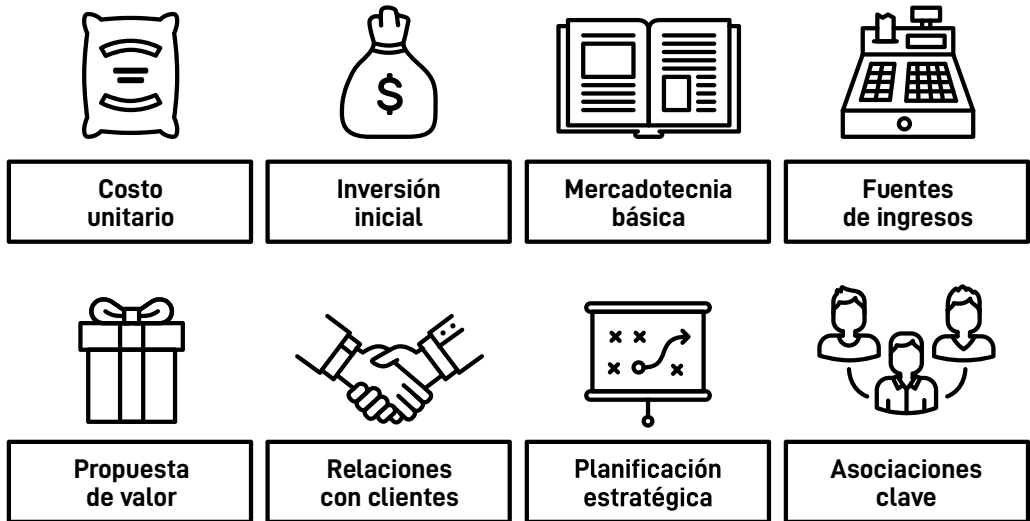 $
Costo
unitario
Inversión
inicial
Mercadotecnia
básica
Fuentes
de ingresos
Propuesta
de valor
Relaciones
con clientes
Planificación
estratégica
Asociaciones
clave